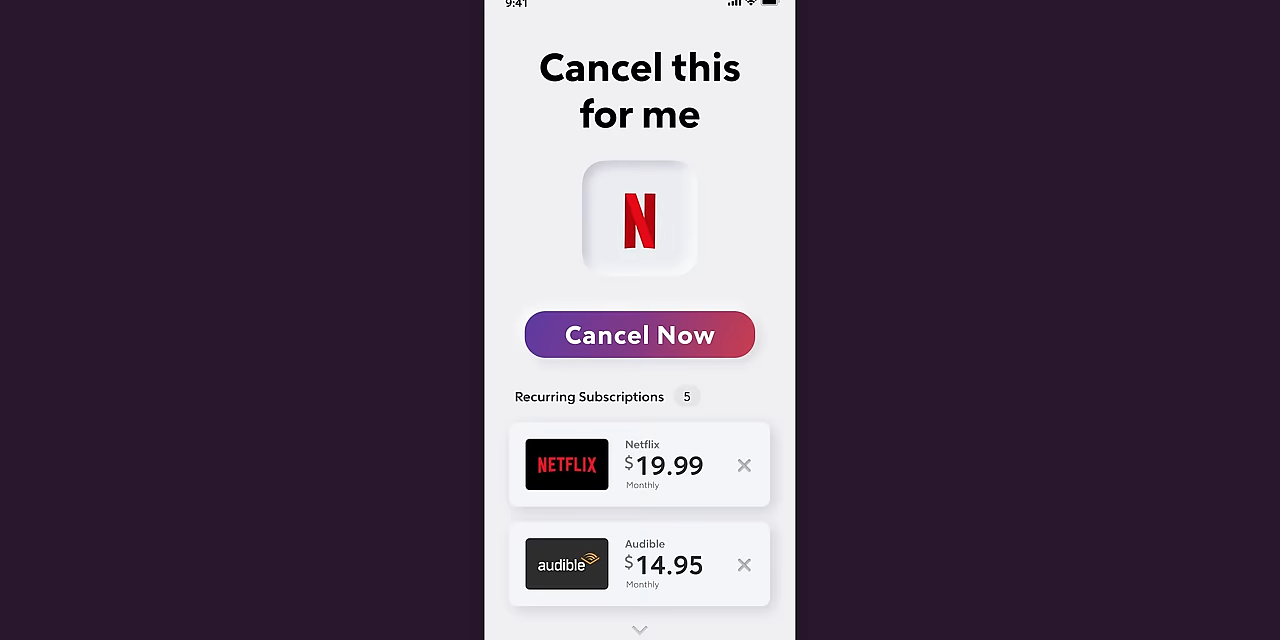 9:41
Cancel this
for me
N
Cancel Now
Recurring Subscriptions 5
NETFLIX
Netflix
$19.99
Monthly
audible
Audible
$14.95
Monthly